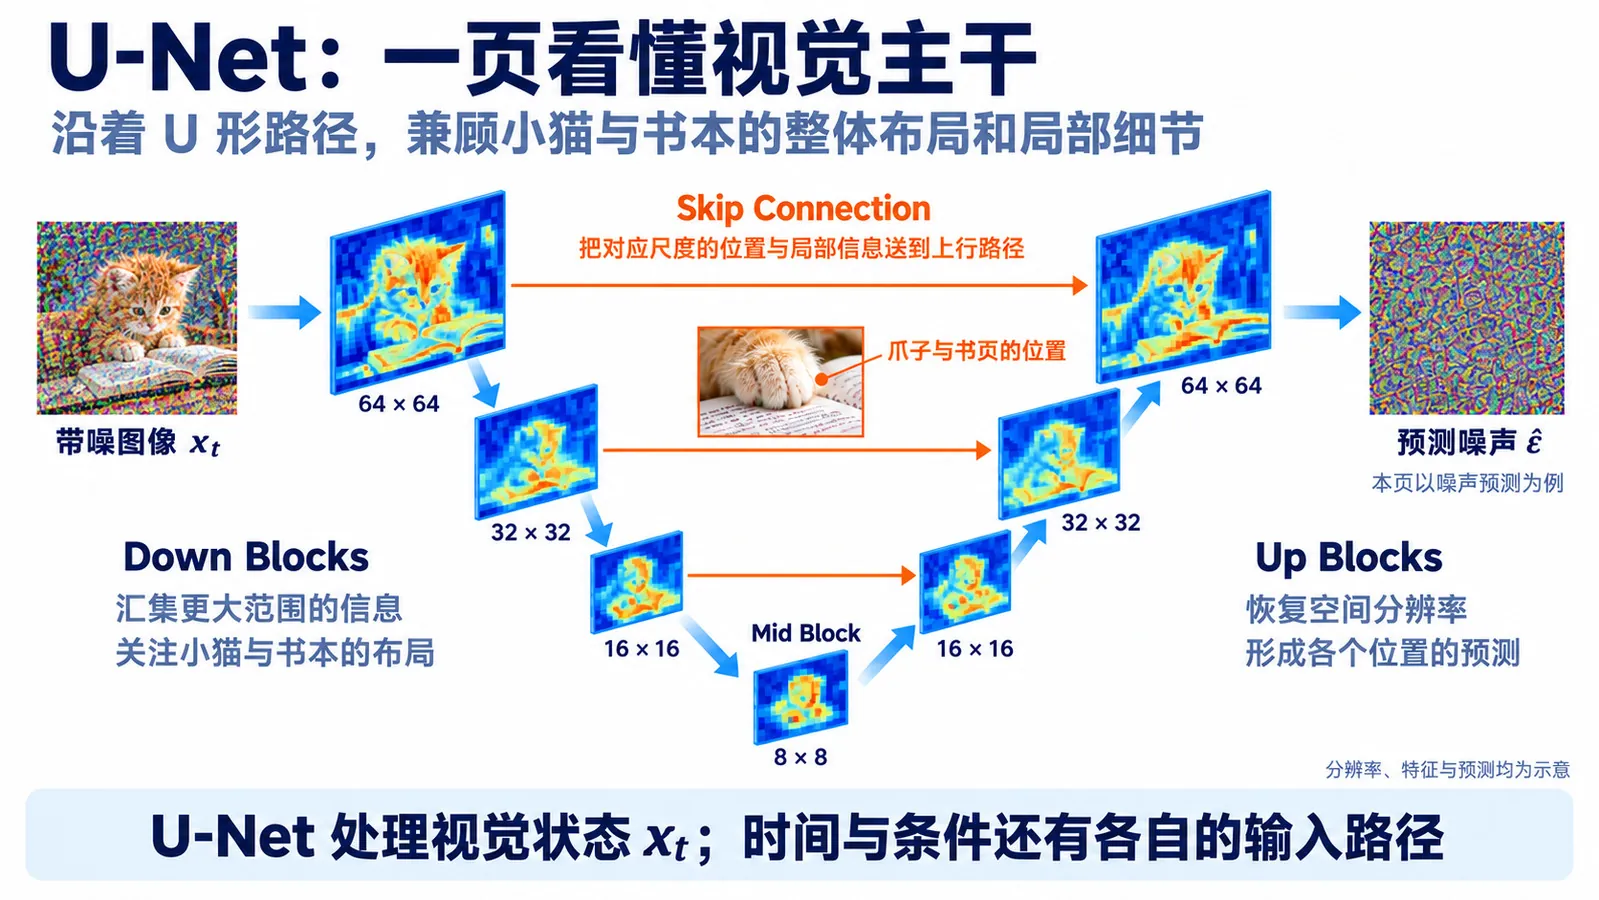 U-Net：一页看懂视觉主干
沿着 U 形路径，兼顾小猫与书本的整体布局和局部细节
Skip Connection
把对应尺度的位置与局部信息送到上行路径
爪子与书页的位置
64 × 64
64 × 64
带噪图像 xₜ
预测噪声 ε̂
本页以噪声预测为例
32 × 32
32 × 32
Down Blocks
汇集更大范围的信息
关注小猫与书本的布局
Up Blocks
恢复空间分辨率
形成各个位置的预测
16 × 16
Mid Block
16 × 16
8 × 8
分辨率、特征与预测均为示意
U-Net 处理视觉状态 xₜ；时间与条件还有各自的输入路径